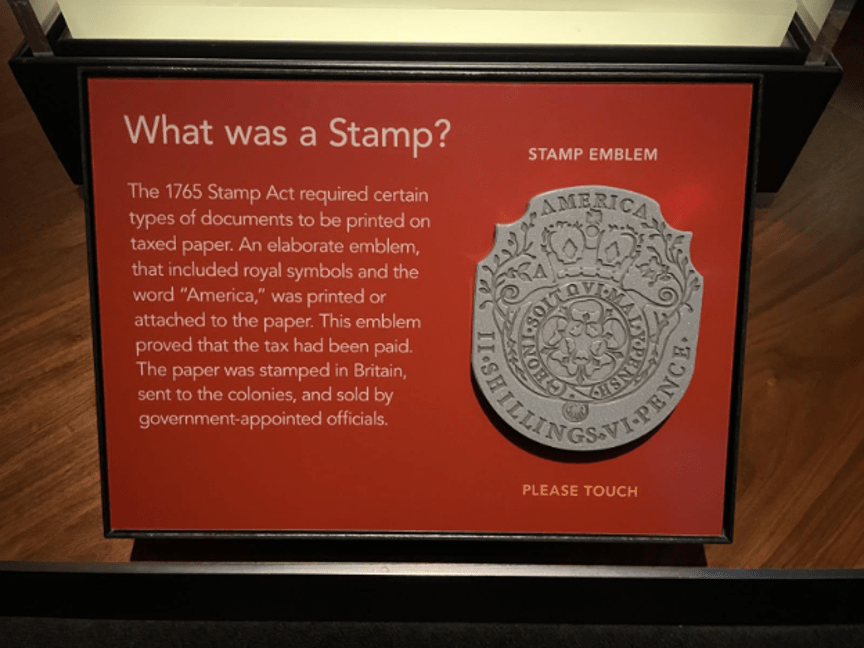 What was a Stamp?
The 1765 Stamp Act required certain
types of documents to be printed on
taxed paper. An elaborate emblem,
that included royal symbols and the
word “America,” was printed or
attached to the paper. This emblem
proved that the tax had been paid.
The paper was stamped in Britain,
sent to the colonies, and sold by
government-appointed officials.
STAMP EMBLEM
AMERICA
A
HONI·SOIT·QVI·MAL·Y·PENSE
II·SHILLINGS·VI·PENCE·
PLEASE TOUCH